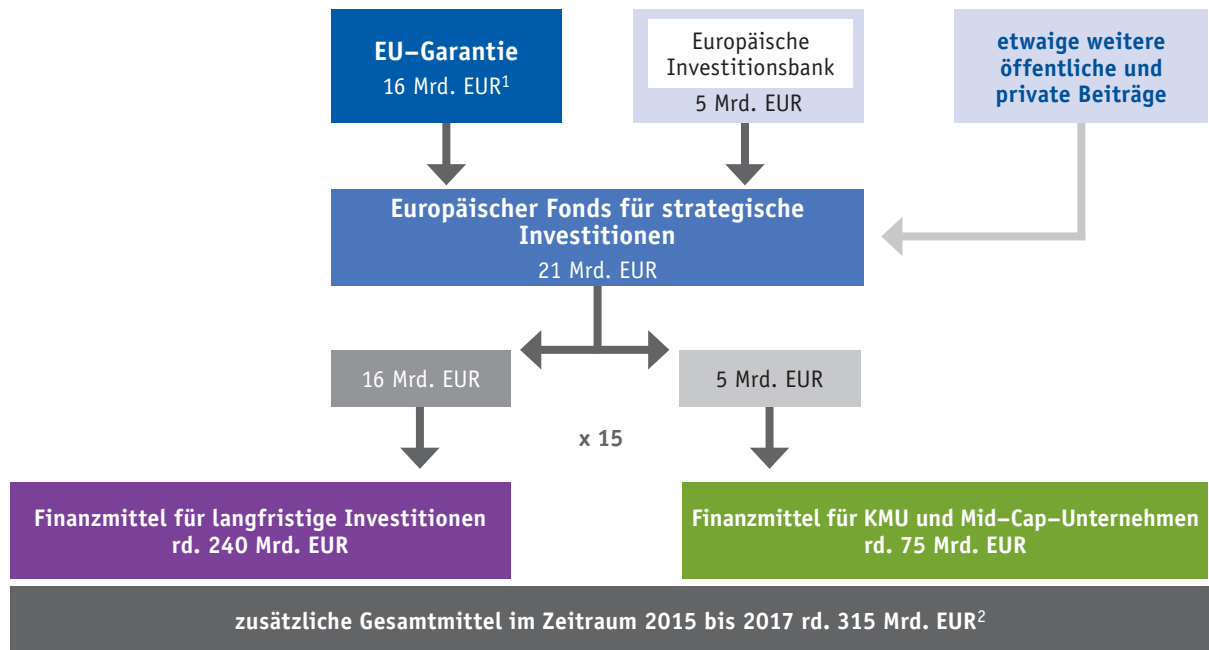 EU–Garantie
16 Mrd. EUR¹
Europäische
Investitionsbank
5 Mrd. EUR
etwaige weitere
öffentliche und
private Beiträge
Europäischer Fonds für strategische
Investitionen
21 Mrd. EUR
16 Mrd. EUR
5 Mrd. EUR
x 15
Finanzmittel für langfristige Investitionen
rd. 240 Mrd. EUR
Finanzmittel für KMU und Mid–Cap–Unternehmen
rd. 75 Mrd. EUR
zusätzliche Gesamtmittel im Zeitraum 2015 bis 2017 rd. 315 Mrd. EUR²